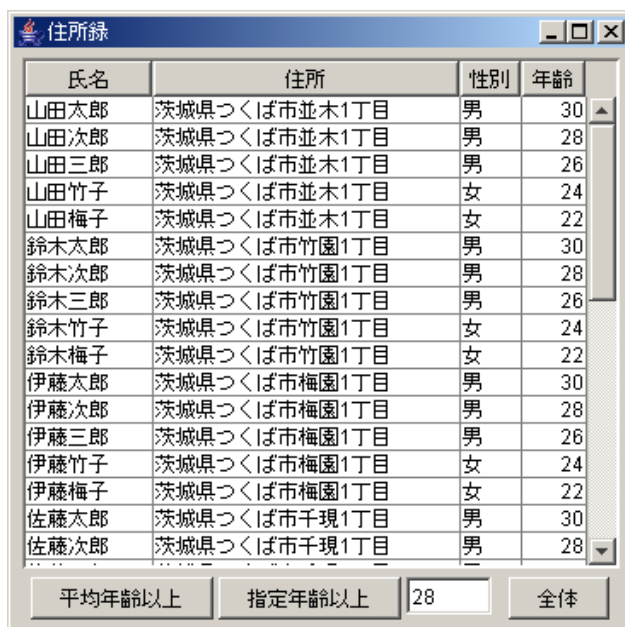 住所録
氏名 住所 性別 年齢
山田太郎 茨城県つくば市並木1丁目 男 30
山田次郎 茨城県つくば市並木1丁目 男 28
山田三郎 茨城県つくば市並木1丁目 男 26
山田竹子 茨城県つくば市並木1丁目 女 24
山田梅子 茨城県つくば市並木1丁目 女 22
鈴木太郎 茨城県つくば市竹園1丁目 男 30
鈴木次郎 茨城県つくば市竹園1丁目 男 28
鈴木三郎 茨城県つくば市竹園1丁目 男 26
鈴木竹子 茨城県つくば市竹園1丁目 女 24
鈴木梅子 茨城県つくば市竹園1丁目 女 22
伊藤太郎 茨城県つくば市梅園1丁目 男 30
伊藤次郎 茨城県つくば市梅園1丁目 男 28
伊藤三郎 茨城県つくば市梅園1丁目 男 26
伊藤竹子 茨城県つくば市梅園1丁目 女 24
伊藤梅子 茨城県つくば市梅園1丁目 女 22
佐藤太郎 茨城県つくば市千現1丁目 男 30
佐藤次郎 茨城県つくば市千現1丁目 男 28
平均年齢以上 指定年齢以上 28 全体